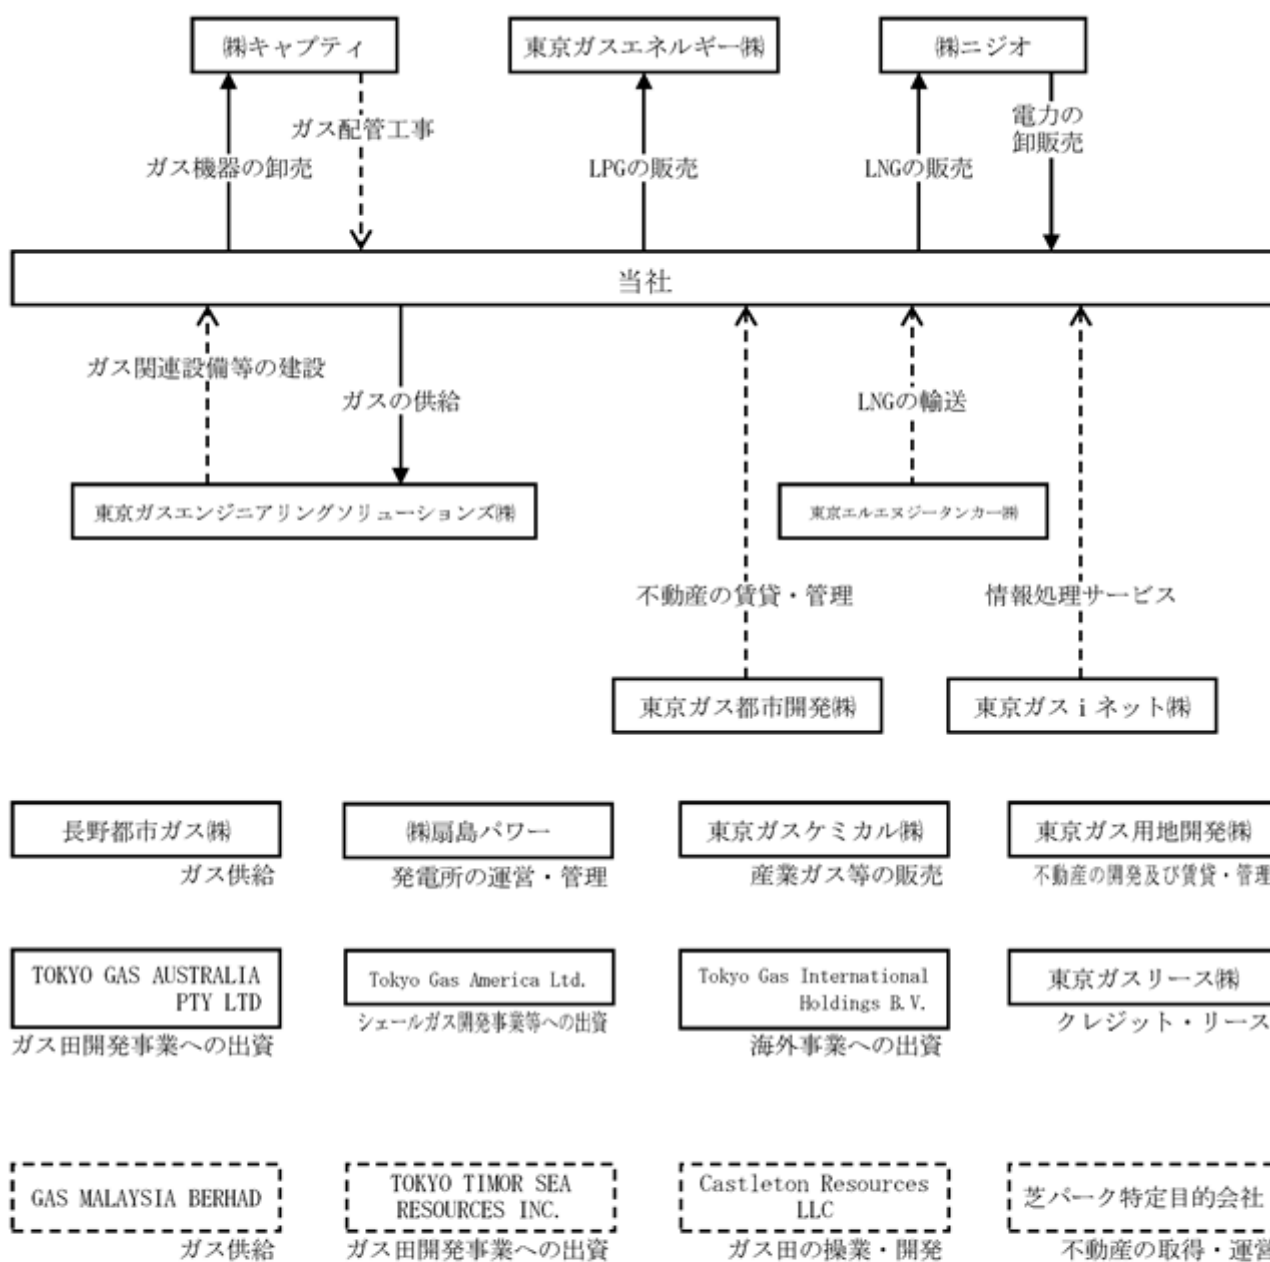 ㈱キャプティ
東京ガスエネルギー㈱
㈱ニジオ
ガス配管工事
電力の
卸販売
ガス機器の卸売
LPGの販売
LNGの販売
当社
ガス関連設備等の建設
ガスの供給
LNGの輸送
東京ガスエンジニアリングソリューションズ㈱
東京エルエヌジータンカー㈱
不動産の賃貸・管理
情報処理サービス
東京ガス都市開発㈱
東京ガスｉネット㈱
長野都市ガス㈱
㈱扇島パワー
東京ガスケミカル㈱
東京ガス用地開発㈱
ガス供給
発電所の運営・管理
産業ガス等の販売
不動産の開発及び賃貸・管理
TOKYO GAS AUSTRALIA
PTY LTD
Tokyo Gas America Ltd.
Tokyo Gas International
Holdings B.V.
東京ガスリース㈱
ガス田開発事業への出資
シェールガス開発事業等への出資
海外事業への出資
クレジット・リース
GAS MALAYSIA BERHAD
TOKYO TIMOR SEA
RESOURCES INC.
Castleton Resources
LLC
芝パーク特定目的会社
ガス供給
ガス田開発事業への出資
ガス田の操業・開発
不動産の取得・運営